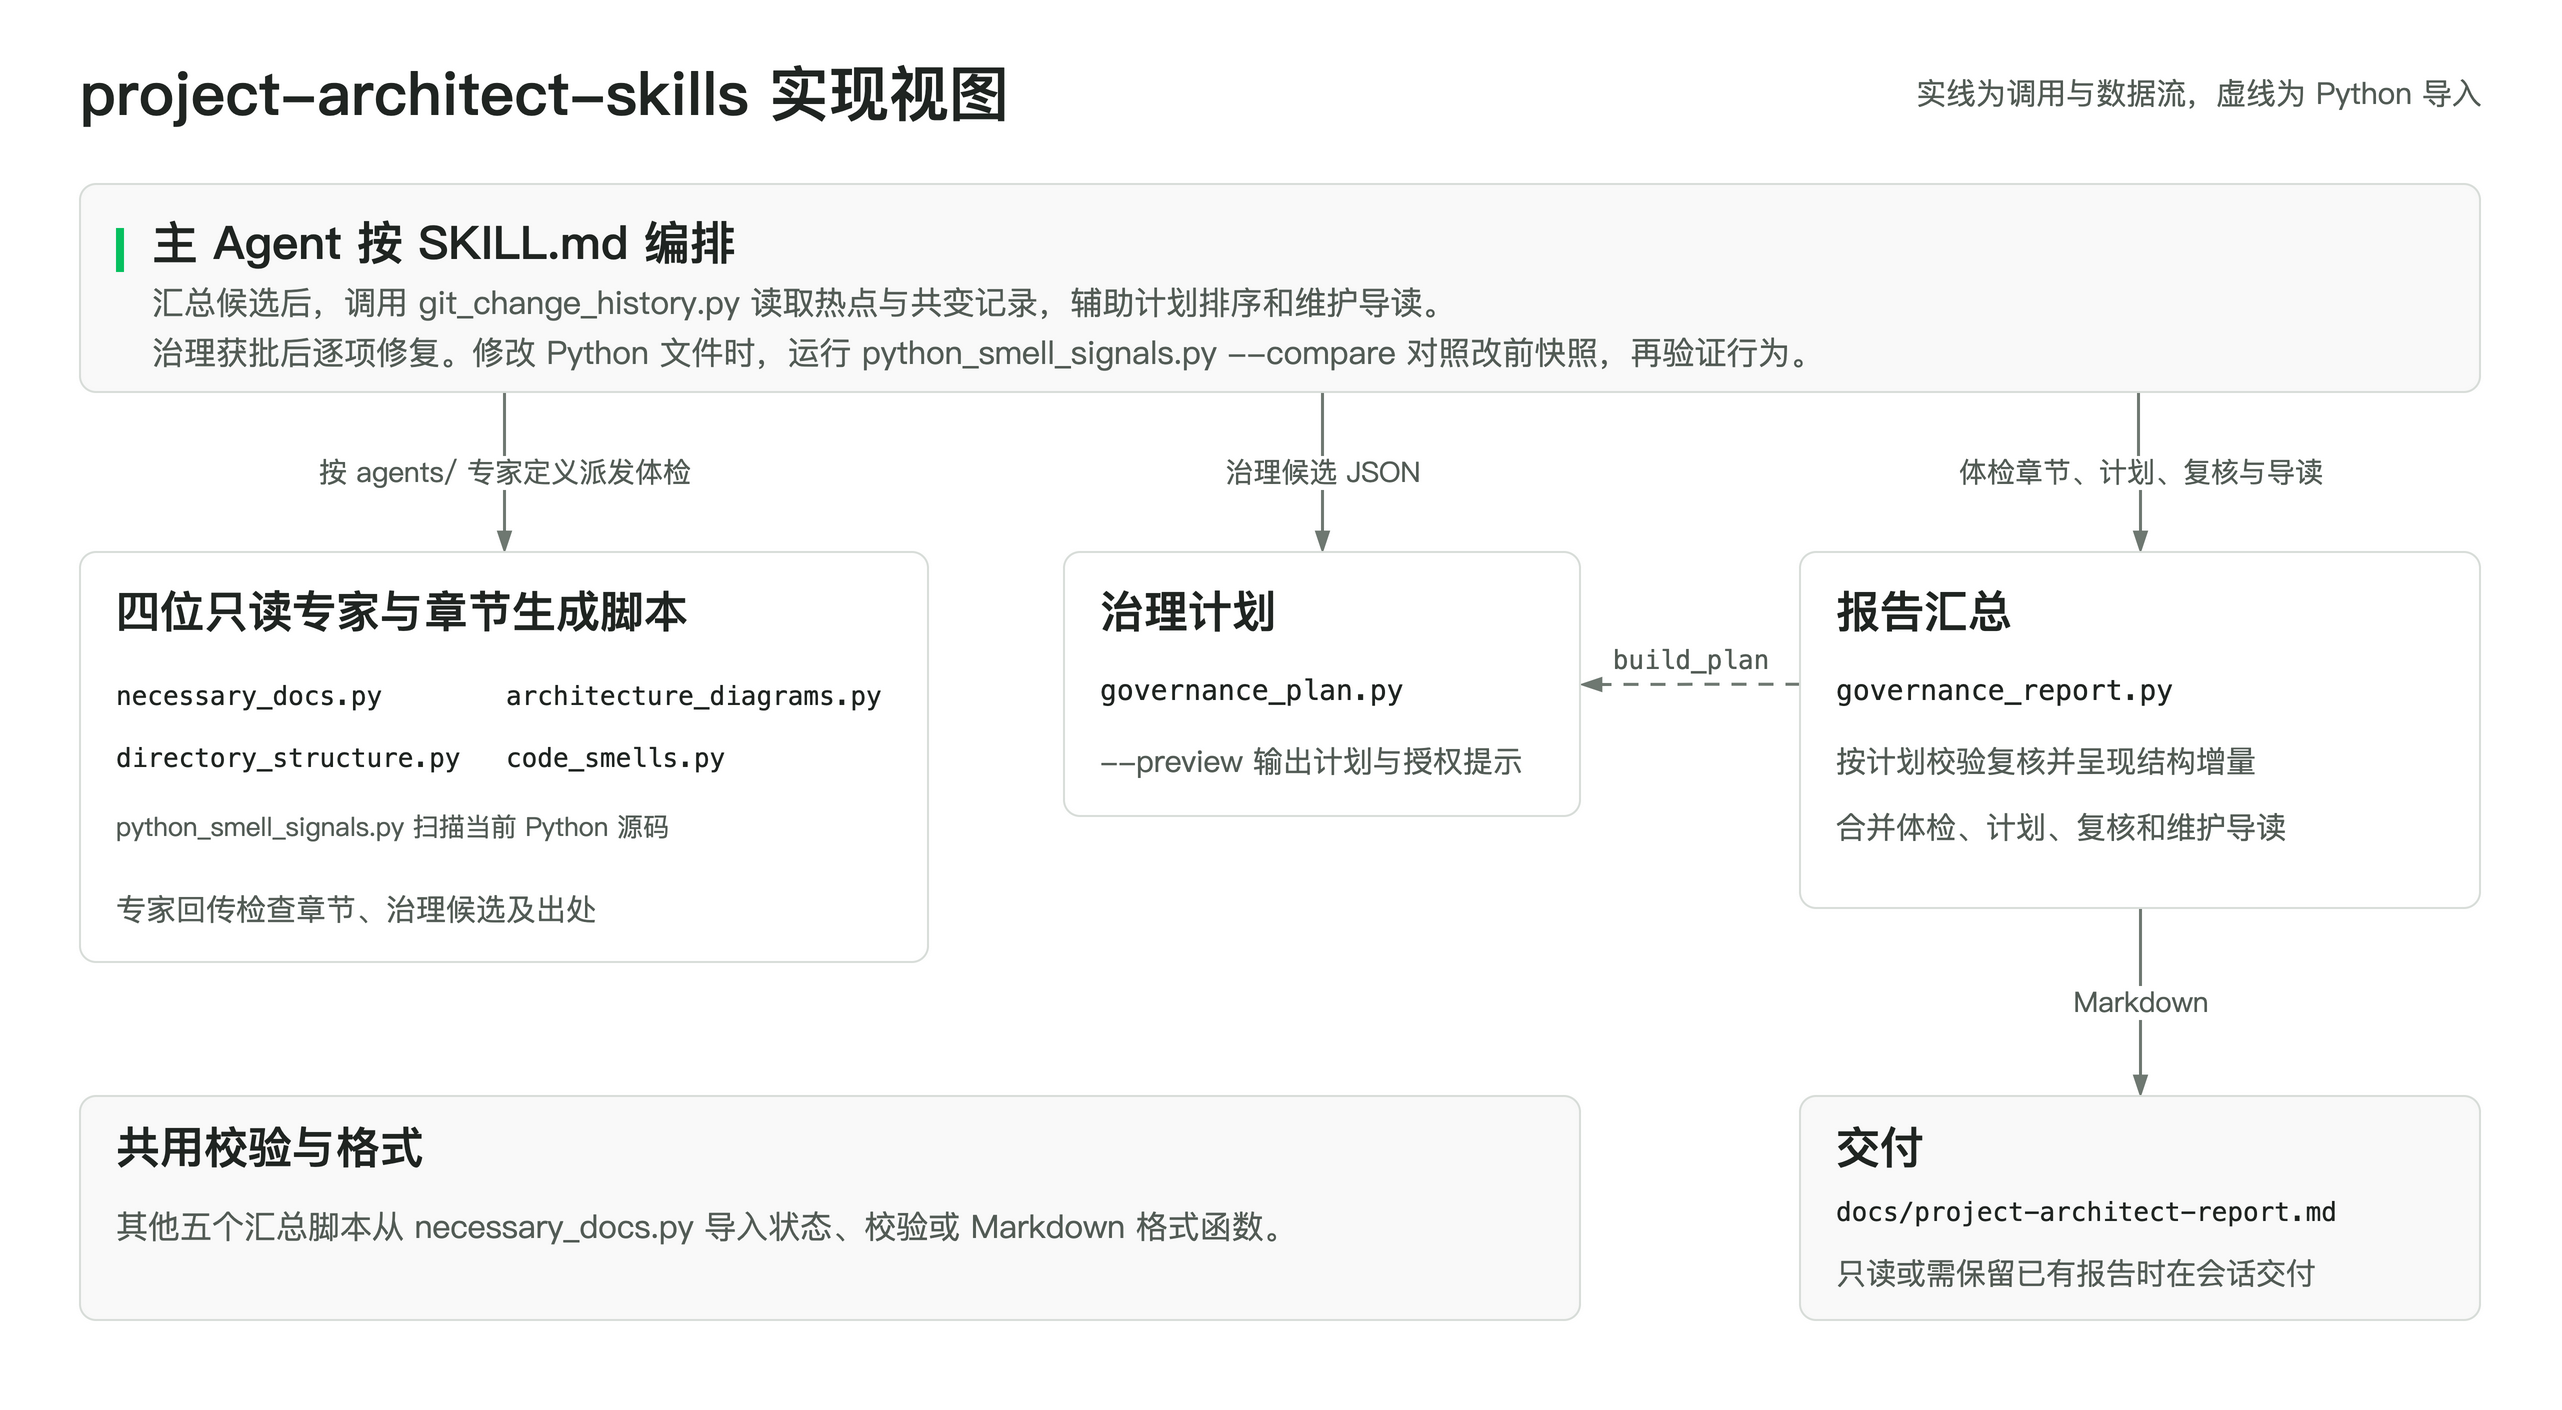 project-architect-skills 实现视图
实线为调用与数据流，虚线为 Python 导入
主 Agent 按 SKILL.md 编排
汇总候选后，调用 git_change_history.py 读取热点与共变记录，辅助计划排序和维护导读。
治理获批后逐项修复。修改 Python 文件时，运行 python_smell_signals.py --compare 对照改前快照，再验证行为。
按 agents/ 专家定义派发体检
治理候选 JSON
体检章节、计划、复核与导读
四位只读专家与章节生成脚本
necessary_docs.py
architecture_diagrams.py
directory_structure.py
code_smells.py
python_smell_signals.py 扫描当前 Python 源码
专家回传检查章节、治理候选及出处
治理计划
governance_plan.py
--preview 输出计划与授权提示
build_plan
报告汇总
governance_report.py
按计划校验复核并呈现结构增量
合并体检、计划、复核和维护导读
Markdown
共用校验与格式
其他五个汇总脚本从 necessary_docs.py 导入状态、校验或 Markdown 格式函数。
交付
docs/project-architect-report.md
只读或需保留已有报告时在会话交付